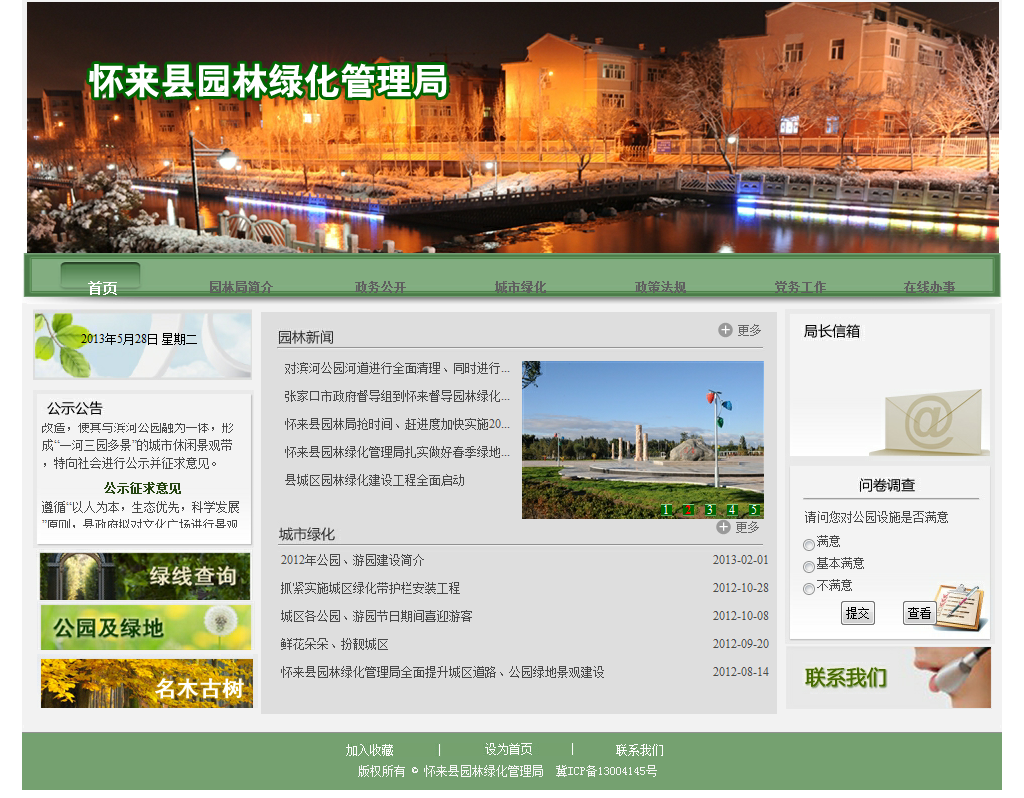 怀来县园林绿化管理局
首页 园林局简介 政务公开 城市绿化 政策法规 党务工作 在线办事
2013年5月28日 星期二
公示公告
改造，使其与滨河公园融为一体，形
成“一河三园多景”的城市休闲景观带
，特向社会进行公示并征求意见。
公示征求意见
遵循“以人为本，生态优先，科学发展
”原则，县政府拟对文化广场进行景观
绿线查询
公园及绿地
名木古树
园林新闻 更多
对滨河公园河道进行全面清理、同时进行...
张家口市政府督导组到怀来督导园林绿化...
怀来县园林局抢时间、赶进度加快实施20...
怀来县园林绿化管理局扎实做好春季绿地...
县城区园林绿化建设工程全面启动
1 2 3 4 5
城市绿化 更多
2012年公园、游园建设简介 2013-02-01
抓紧实施城区绿化带护栏安装工程 2012-10-28
城区各公园、游园节日期间喜迎游客 2012-10-08
鲜花朵朵、扮靓城区 2012-09-20
怀来县园林绿化管理局全面提升城区道路、公园绿地景观建设 2012-08-14
局长信箱
@
问卷调查
请问您对公园设施是否满意
满意
基本满意
不满意
提交 查看
联系我们
加入收藏 | 设为首页 | 联系我们
版权所有 © 怀来县园林绿化管理局 冀ICP备13004145号